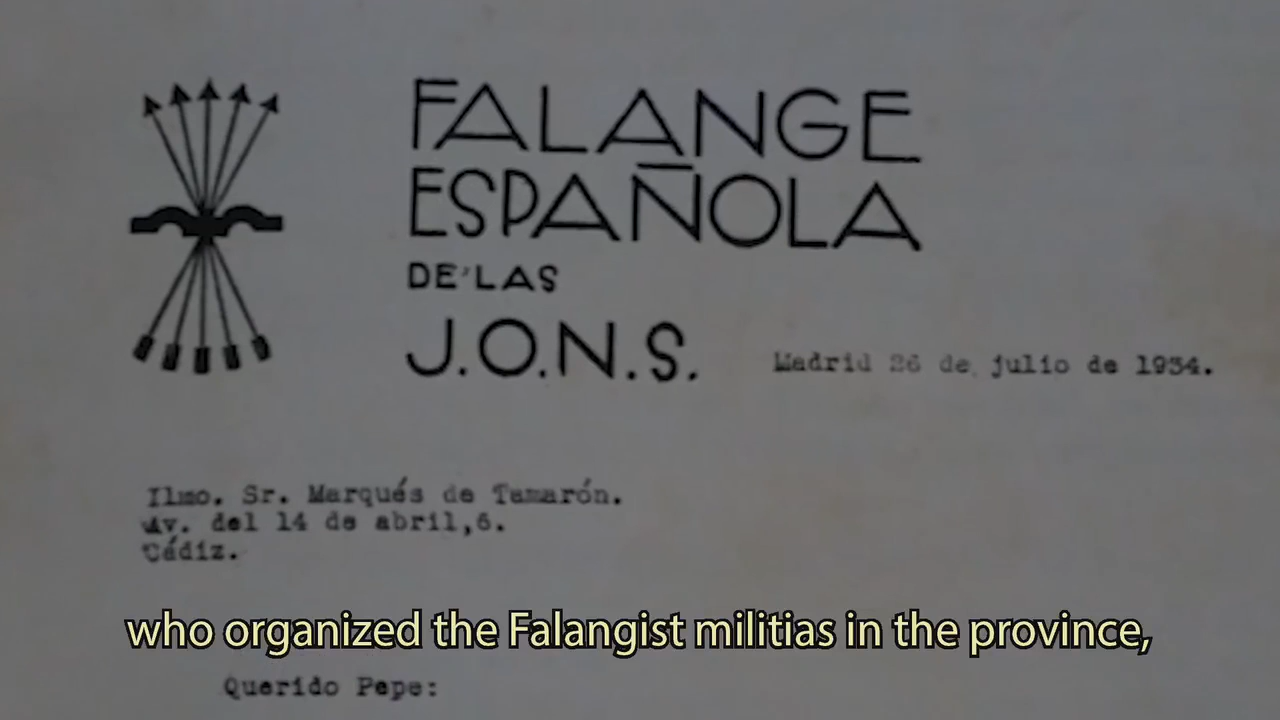 FALANGE
ESPAÑOLA
DE'LAS
J.O.N.S.
Madrid 26 de julio de 1934.
Ilmo. Sr. Marqués de Tamarón.
Av. del 14 de abril,6.
Cádiz.
who organized the Falangist militias in the province,
Querido Pepe: